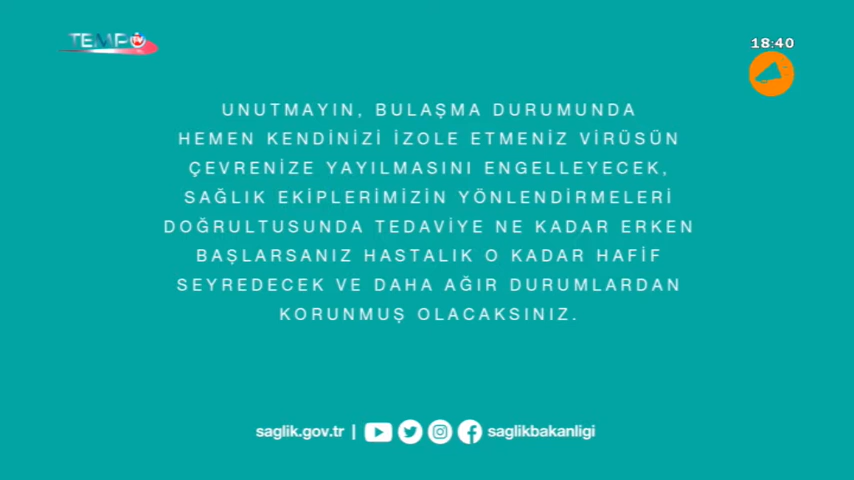 TEMPO TV
18:40
UNUTMAYIN, BULAŞMA DURUMUNDA
HEMEN KENDİNİZİ İZOLE ETMENİZ VİRÜSÜN
ÇEVRENİZE YAYILMASINI ENGELLEYECEK,
SAĞLIK EKİPLERİMİZİN YÖNLENDİRMELERİ
DOĞRULTUSUNDA TEDAVİYE NE KADAR ERKEN
BAŞLARSANIZ HASTALIK O KADAR HAFİF
SEYREDECEK VE DAHA AĞIR DURUMLARDAN
KORUNMUŞ OLACAKSINIZ.
saglik.gov.tr | saglikbakanligi